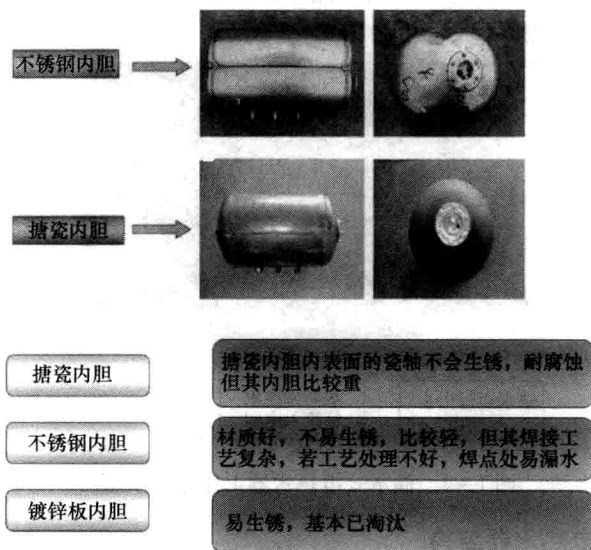 不锈钢内胆
搪瓷内胆
搪瓷内胆
搪瓷内胆内表面的瓷轴不会生锈，耐腐蚀
但其内胆比较重
不锈钢内胆
材质好，不易生锈，比较轻，但其焊接工
艺复杂，若工艺处理不好，焊点处易漏水
镀锌板内胆
易生锈，基本已淘汰